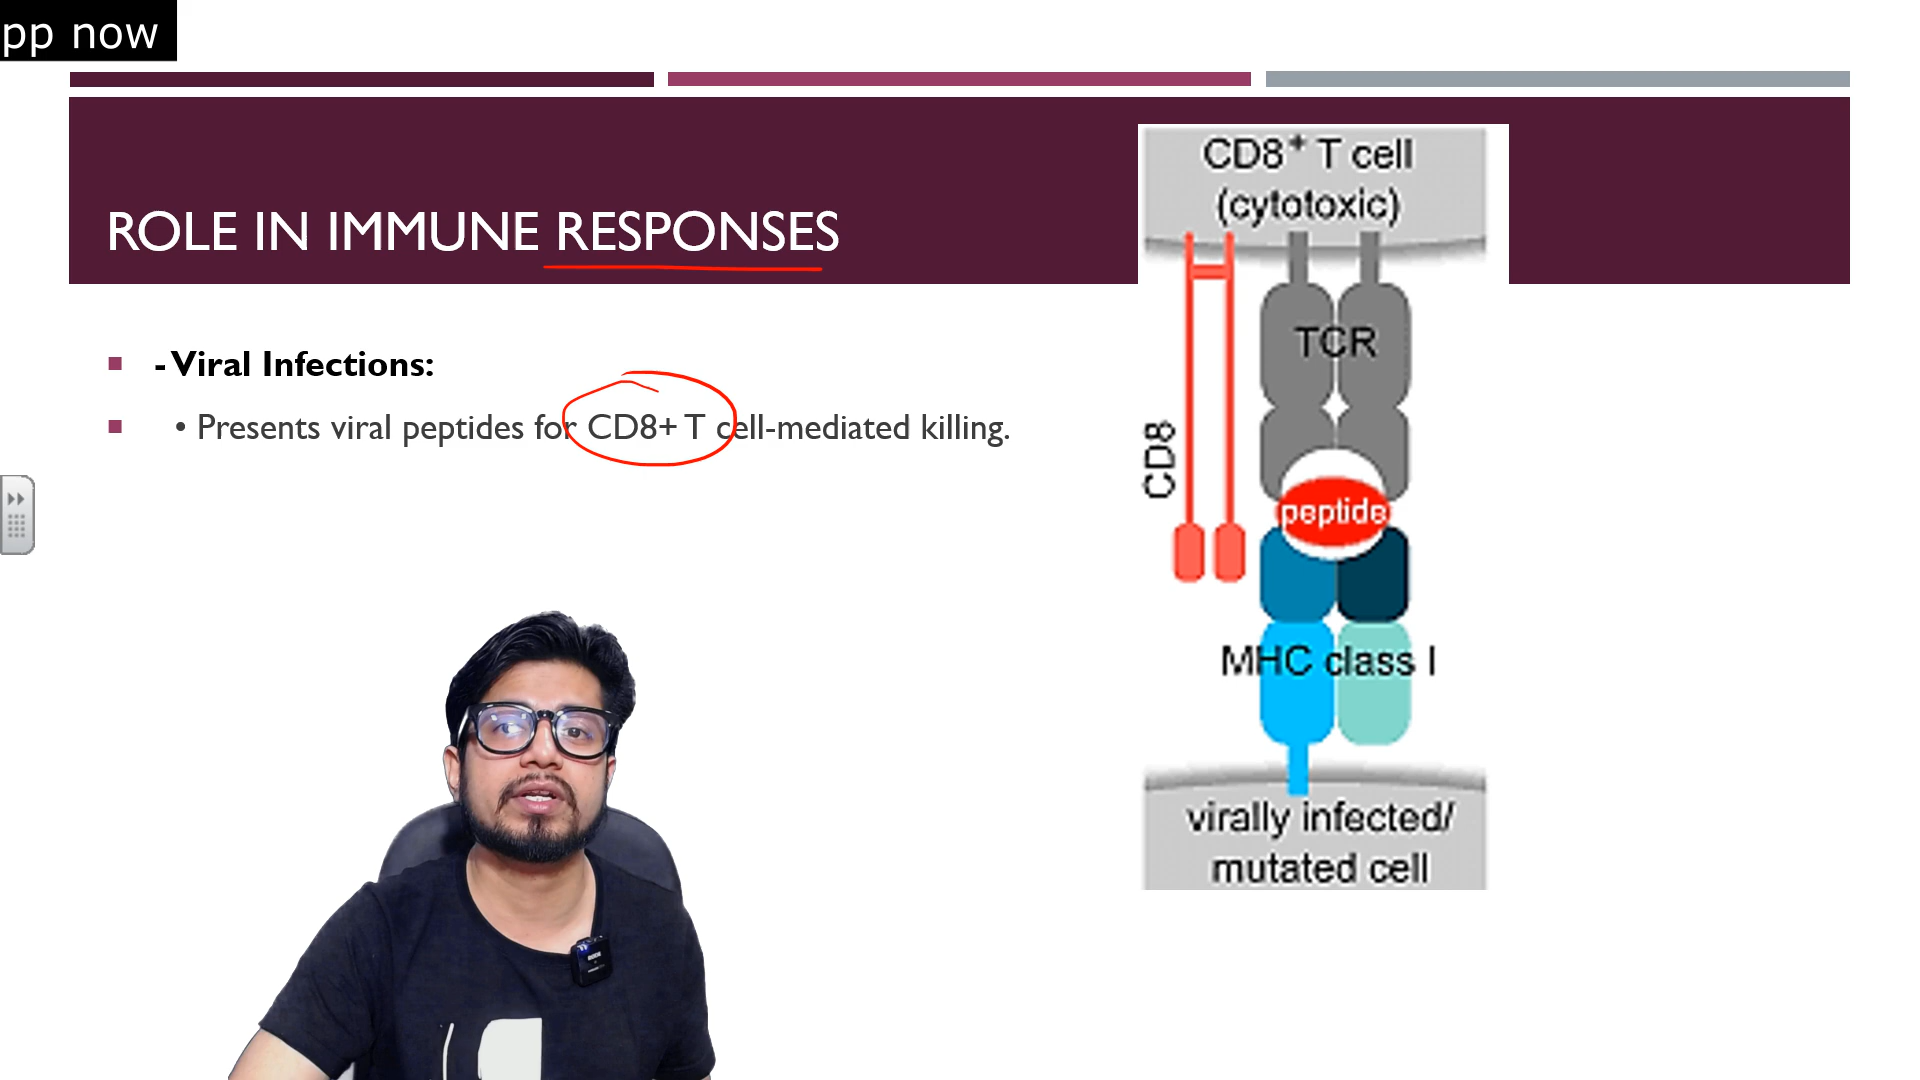 pp now
ROLE IN IMMUNE RESPONSES
- Viral Infections:
• Presents viral peptides for CD8+ T cell-mediated killing.
CD8⁺ T cell
(cytotoxic)
TCR
CD8
peptide
MHC class I
virally infected/
mutated cell